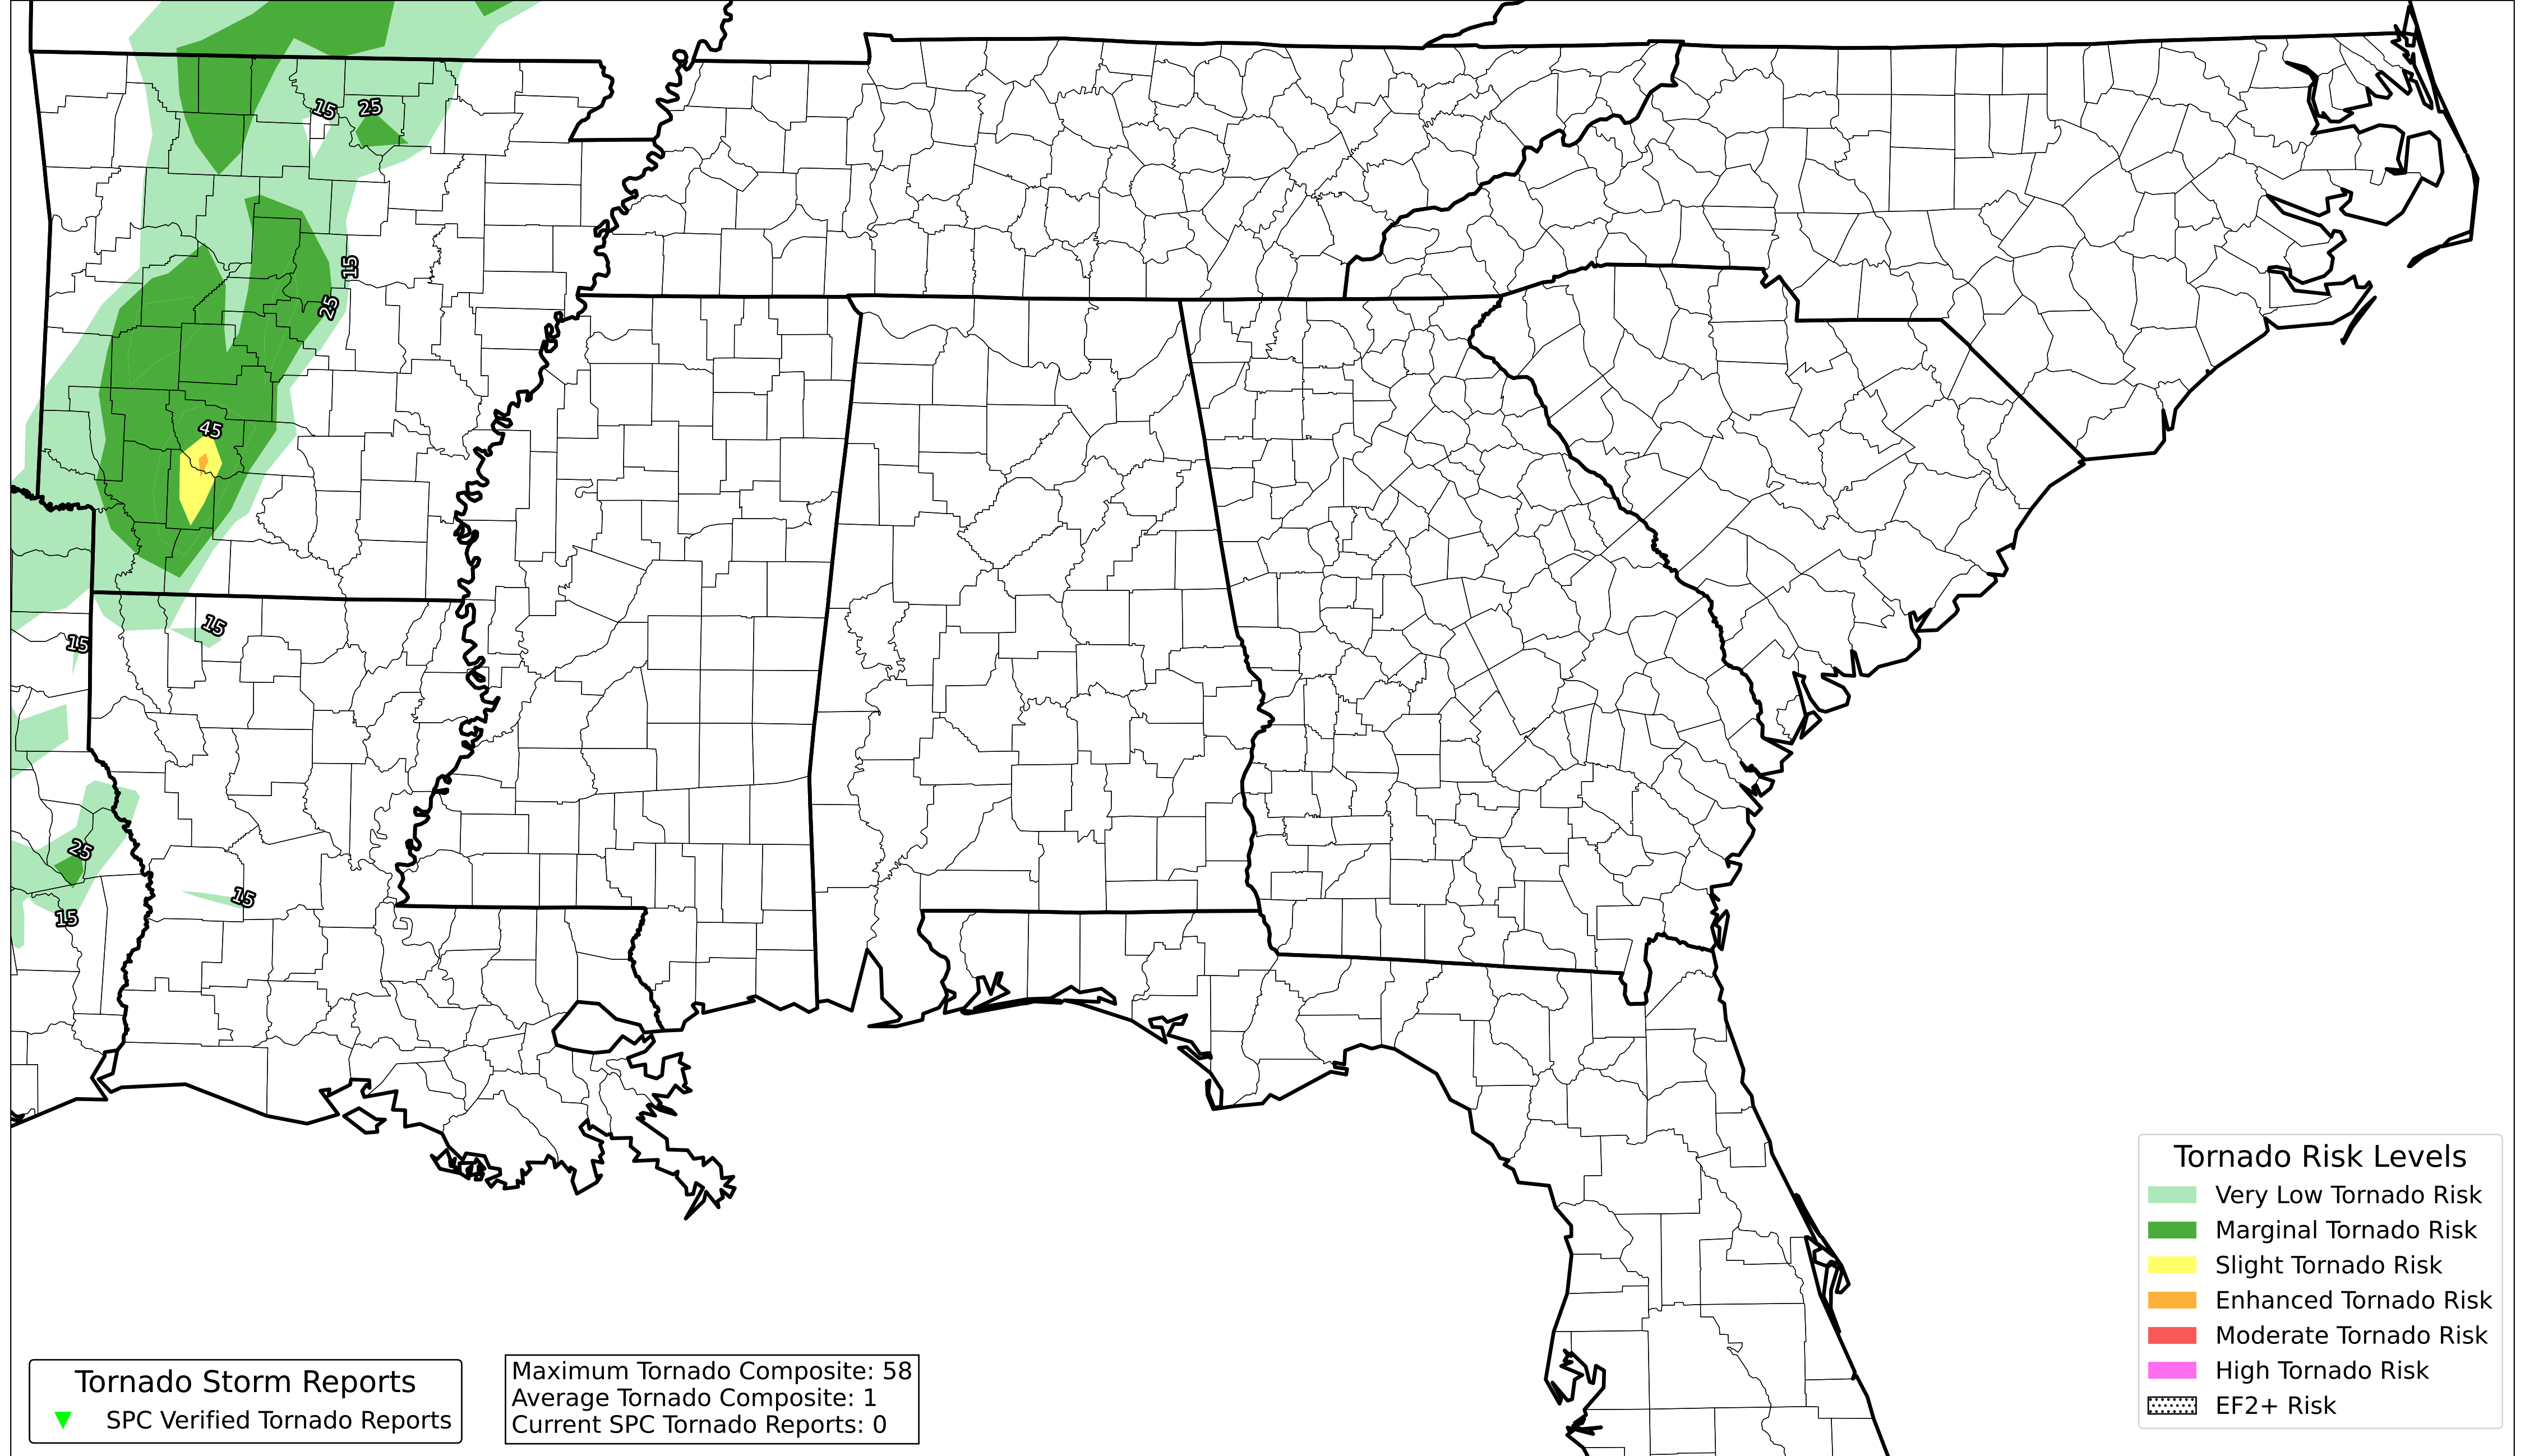 15
25
15
25
45
15
15
25
15
15
Tornado Storm Reports
SPC Verified Tornado Reports
Maximum Tornado Composite: 58
Average Tornado Composite: 1
Current SPC Tornado Reports: 0
Tornado Risk Levels
Very Low Tornado Risk
Marginal Tornado Risk
Slight Tornado Risk
Enhanced Tornado Risk
Moderate Tornado Risk
High Tornado Risk
EF2+ Risk